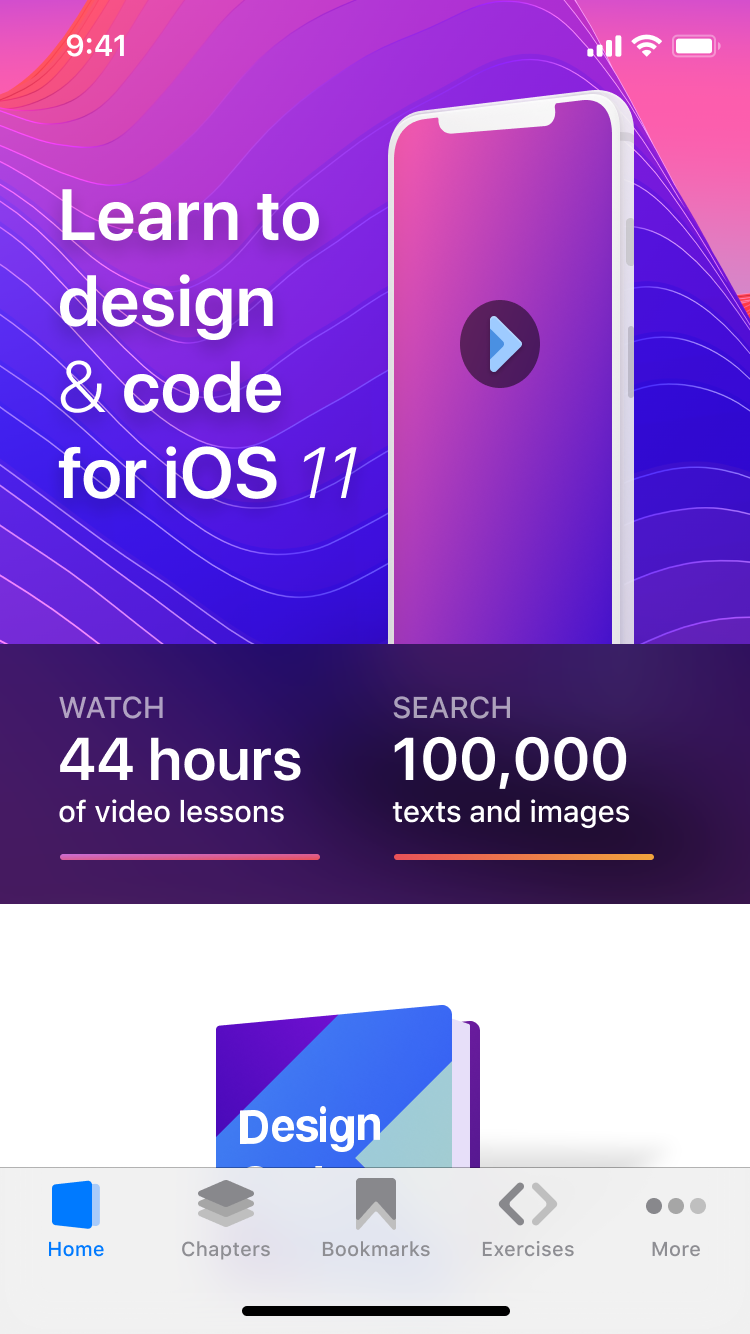 9:41
Learn to
design
& code
for iOS 11
WATCH
44 hours
of video lessons
SEARCH
100,000
texts and images
Design
Home
Chapters
Bookmarks
Exercises
More